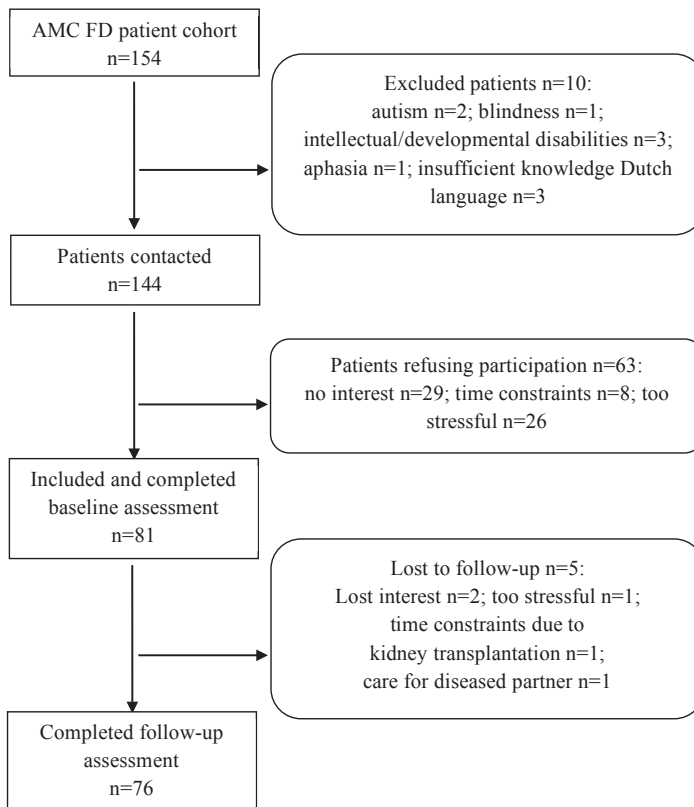 AMC FD patient cohort
n=154
Excluded patients n=10:
autism n=2; blindness n=1;
intellectual/developmental disabilities n=3;
aphasia n=1; insufficient knowledge Dutch
language n=3
Patients contacted
n=144
Patients refusing participation n=63:
no interest n=29; time constraints n=8; too
stressful n=26
Included and completed
baseline assessment
n=81
Lost to follow-up n=5:
Lost interest n=2; too stressful n=1;
time constraints due to
kidney transplantation n=1;
care for diseased partner n=1
Completed follow-up
assessment
n=76